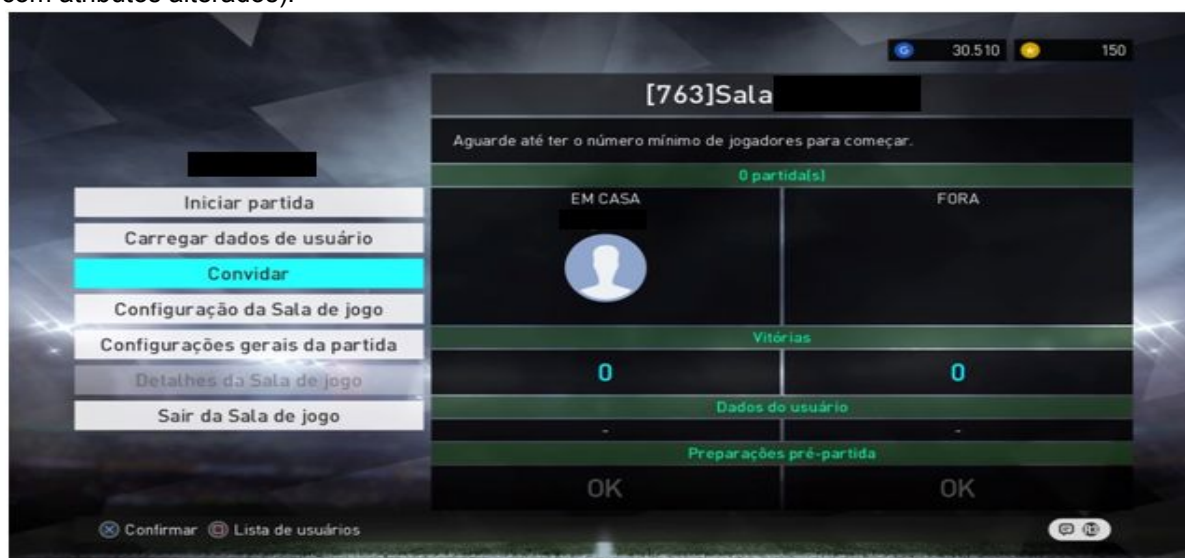 com atributos alterados).
30.510 150
[763]Sala
Aguarde até ter o número mínimo de jogadores para começar.
0 partida(s)
EM CASA FORA
Iniciar partida
Carregar dados de usuário
Convidar
Configuração da Sala de jogo
Configurações gerais da partida
Detalhes da Sala de jogo
Sair da Sala de jogo
Vitórias
0 0
Dados do usuário
- -
Preparações pré-partida
OK OK
Confirmar Lista de usuários